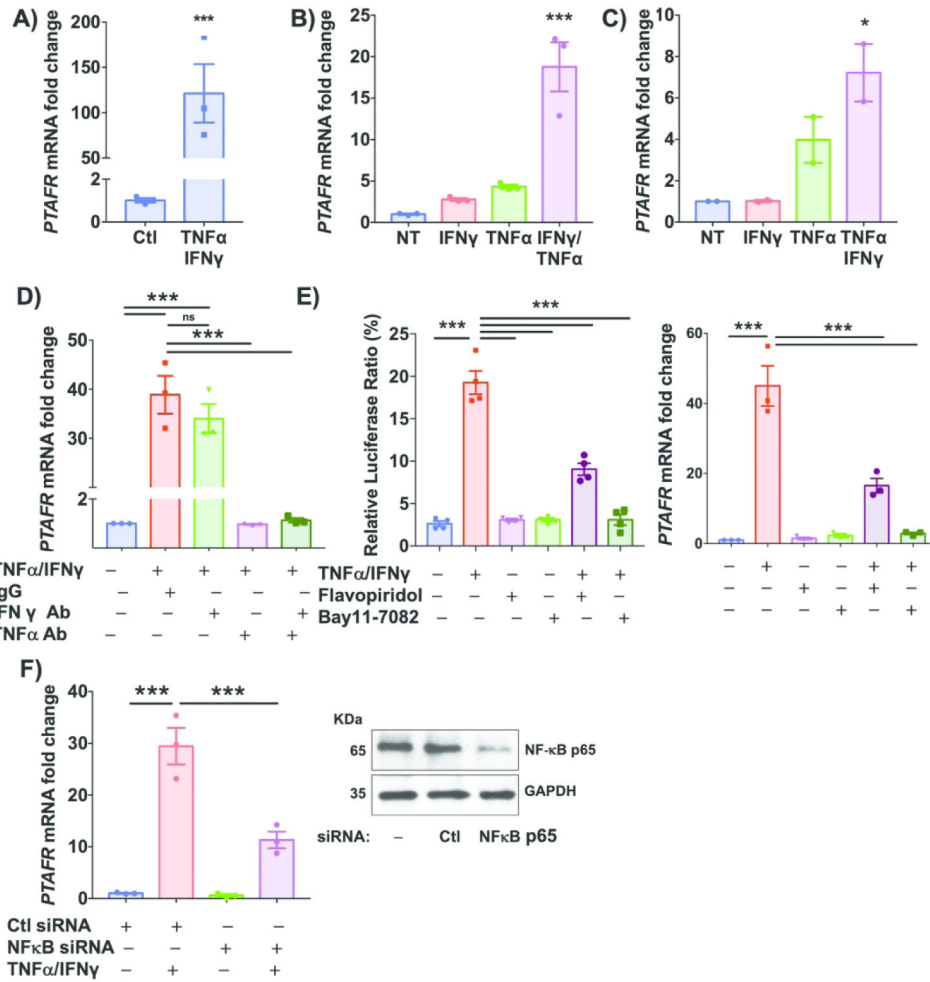 A)
PTAFR mRNA fold change
200
150
100
50
2
0
***
Ctl
TNFα
IFNγ
B)
PTAFR mRNA fold change
25
20
15
10
5
0
***
NT IFNγ TNFα IFNγ/
TNFα
C)
PTAFR mRNA fold change
10
8
6
4
2
0
*
NT IFNγ TNFα TNFα
IFNγ
D)
PTAFR mRNA fold change
50
40
30
2
0
***
ns
***
TNFα/IFNγ – + + + +
gG – + – – –
FN γ Ab – – + – +
TNFα Ab – – – + +
E)
Relative Luciferase Ratio (%)
25
20
15
10
5
0
***
***
TNFα/IFNγ – + – – + +
Flavopiridol – – + – + –
Bay11-7082 – – – + – +
PTAFR mRNA fold change
60
40
20
0
***
***
– + – – + +
– – + – + –
– – – + – +
F)
PTAFR mRNA fold change
40
30
20
10
0
***
***
Ctl siRNA + + – –
NFκB siRNA – – + +
TNFα/IFNγ – + – +
KDa
65
NF-κB p65
35
GAPDH
siRNA: – Ctl NFκB p65